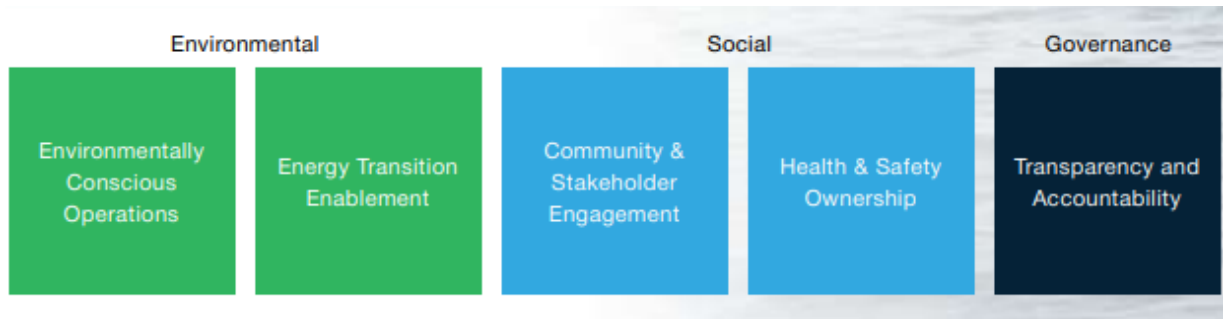 Environmental
Social
Governance
Environmentally
Conscious
Operations
Energy Transition
Enablement
Community &
Stakeholder
Engagement
Health & Safety
Ownership
Transparency and
Accountability